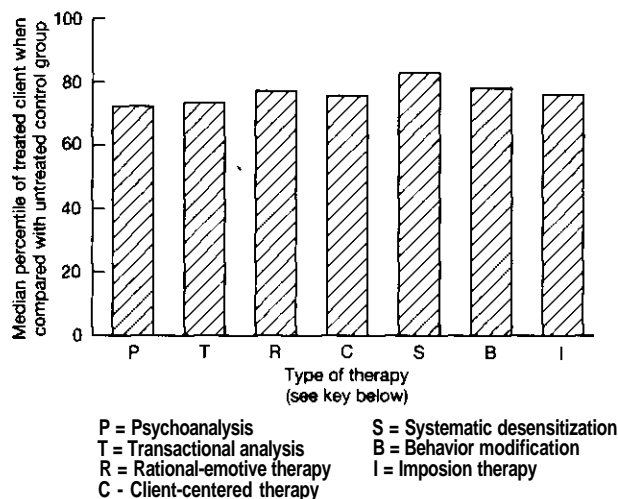 Median percentile of treated client when
compared with untreated control group
100
80
60
40
20
0
P T R C S B I
Type of therapy
(see key below)
P = Psychoanalysis S = Systematic desensitization
T = Transactional analysis B = Behavior modification
R = Rational-emotive therapy I = Imposion therapy
C - Client-centered therapy